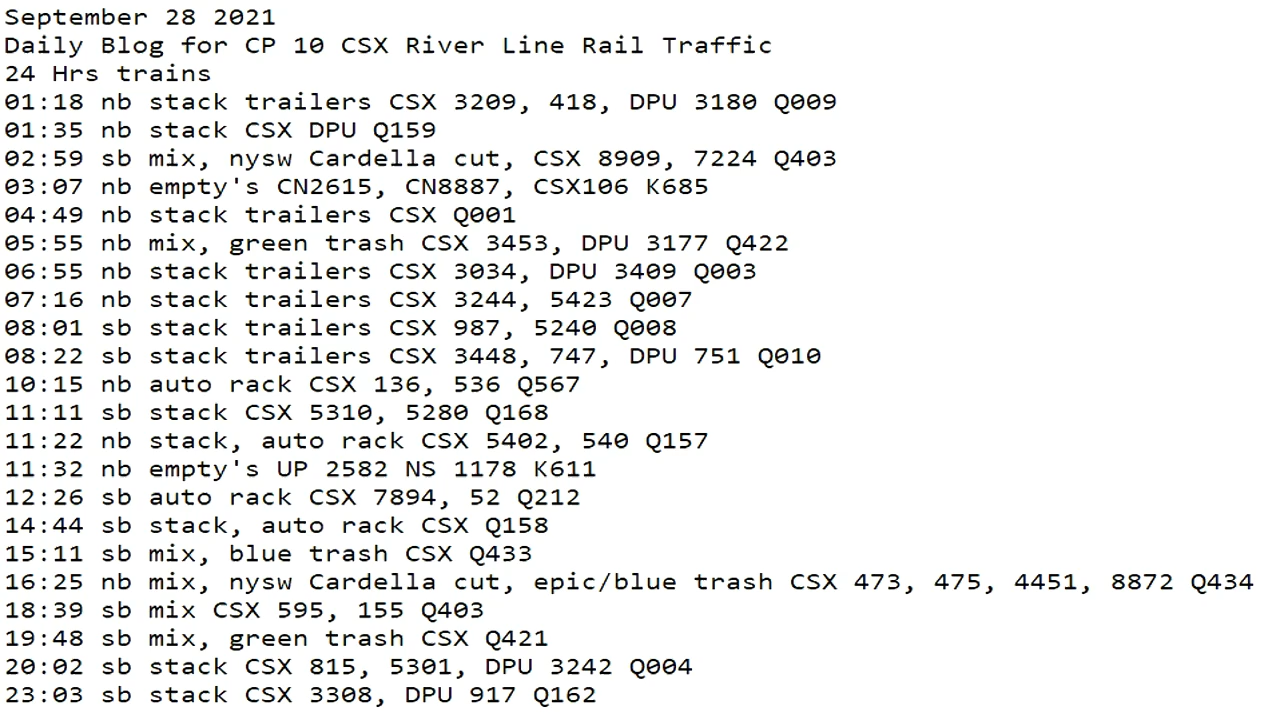 September 28 2021
Daily Blog for CP 10 CSX River Line Rail Traffic
24 Hrs trains
01:18 nb stack trailers CSX 3209, 418, DPU 3180 Q009
01:35 nb stack CSX DPU Q159
02:59 sb mix, nysw Cardella cut, CSX 8909, 7224 Q403
03:07 nb empty's CN2615, CN8887, CSX106 K685
04:49 nb stack trailers CSX Q001
05:55 nb mix, green trash CSX 3453, DPU 3177 Q422
06:55 nb stack trailers CSX 3034, DPU 3409 Q003
07:16 nb stack trailers CSX 3244, 5423 Q007
08:01 sb stack trailers CSX 987, 5240 Q008
08:22 sb stack trailers CSX 3448, 747, DPU 751 Q010
10:15 nb auto rack CSX 136, 536 Q567
11:11 sb stack CSX 5310, 5280 Q168
11:22 nb stack, auto rack CSX 5402, 540 Q157
11:32 nb empty's UP 2582 NS 1178 K611
12:26 sb auto rack CSX 7894, 52 Q212
14:44 sb stack, auto rack CSX Q158
15:11 sb mix, blue trash CSX Q433
16:25 nb mix, nysw Cardella cut, epic/blue trash CSX 473, 475, 4451, 8872 Q434
18:39 sb mix CSX 595, 155 Q403
19:48 sb mix, green trash CSX Q421
20:02 sb stack CSX 815, 5301, DPU 3242 Q004
23:03 sb stack CSX 3308, DPU 917 Q162